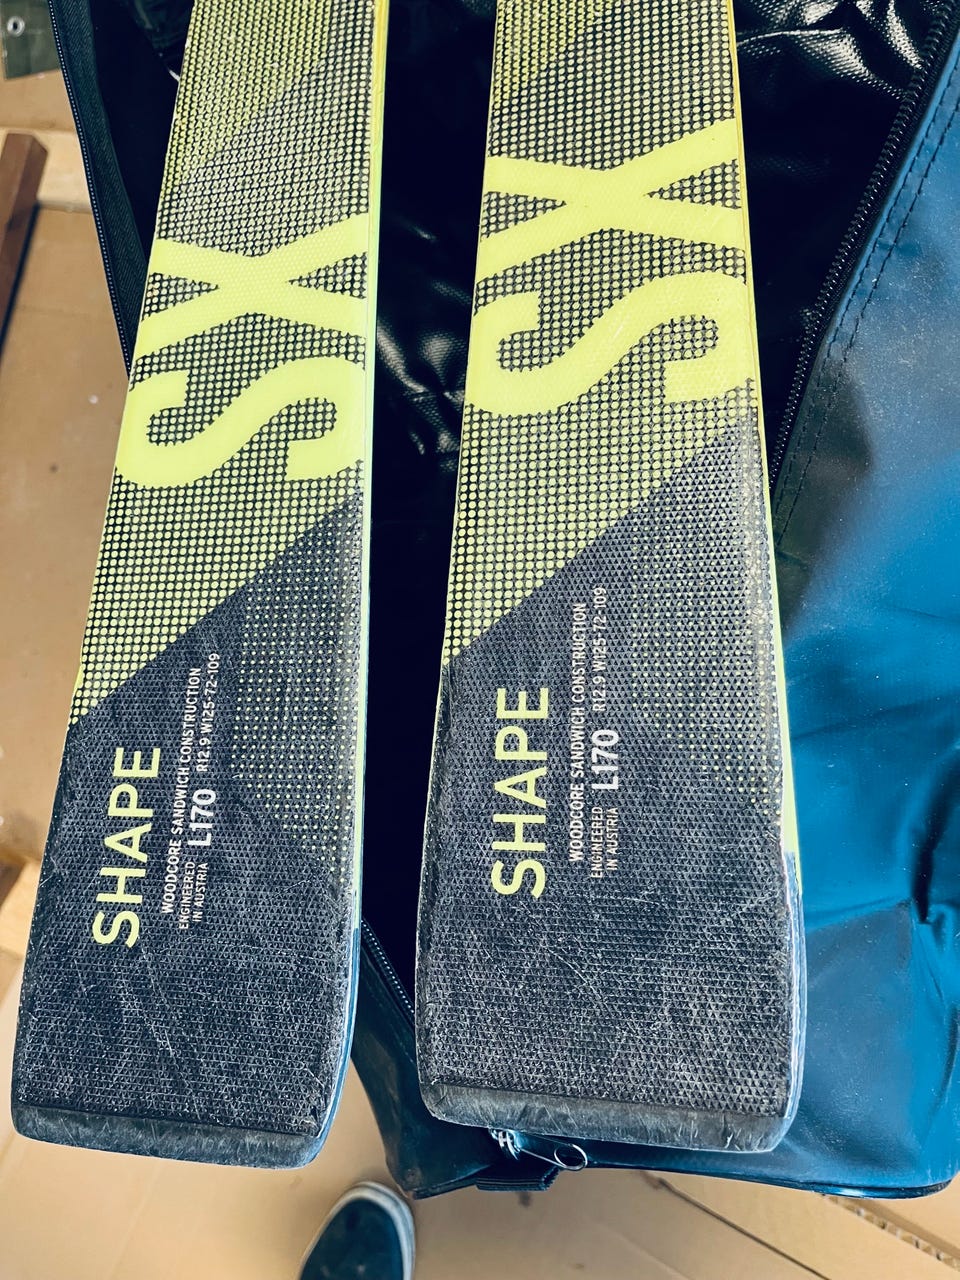 SX
SHAPE
WOODCORE SANDWICH CONSTRUCTION
ENGINEERED
IN AUSTRIA L170 R12.9 W125-72-109
SX
SHAPE
WOODCORE SANDWICH CONSTRUCTION
ENGINEERED
IN AUSTRIA L170 R12.9 W125-72-109